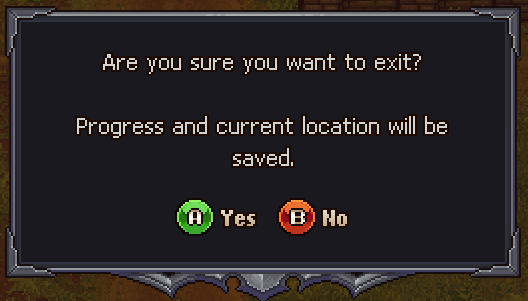 Are you sure you want to exit?
Progress and current location will be
saved.
A Yes B No